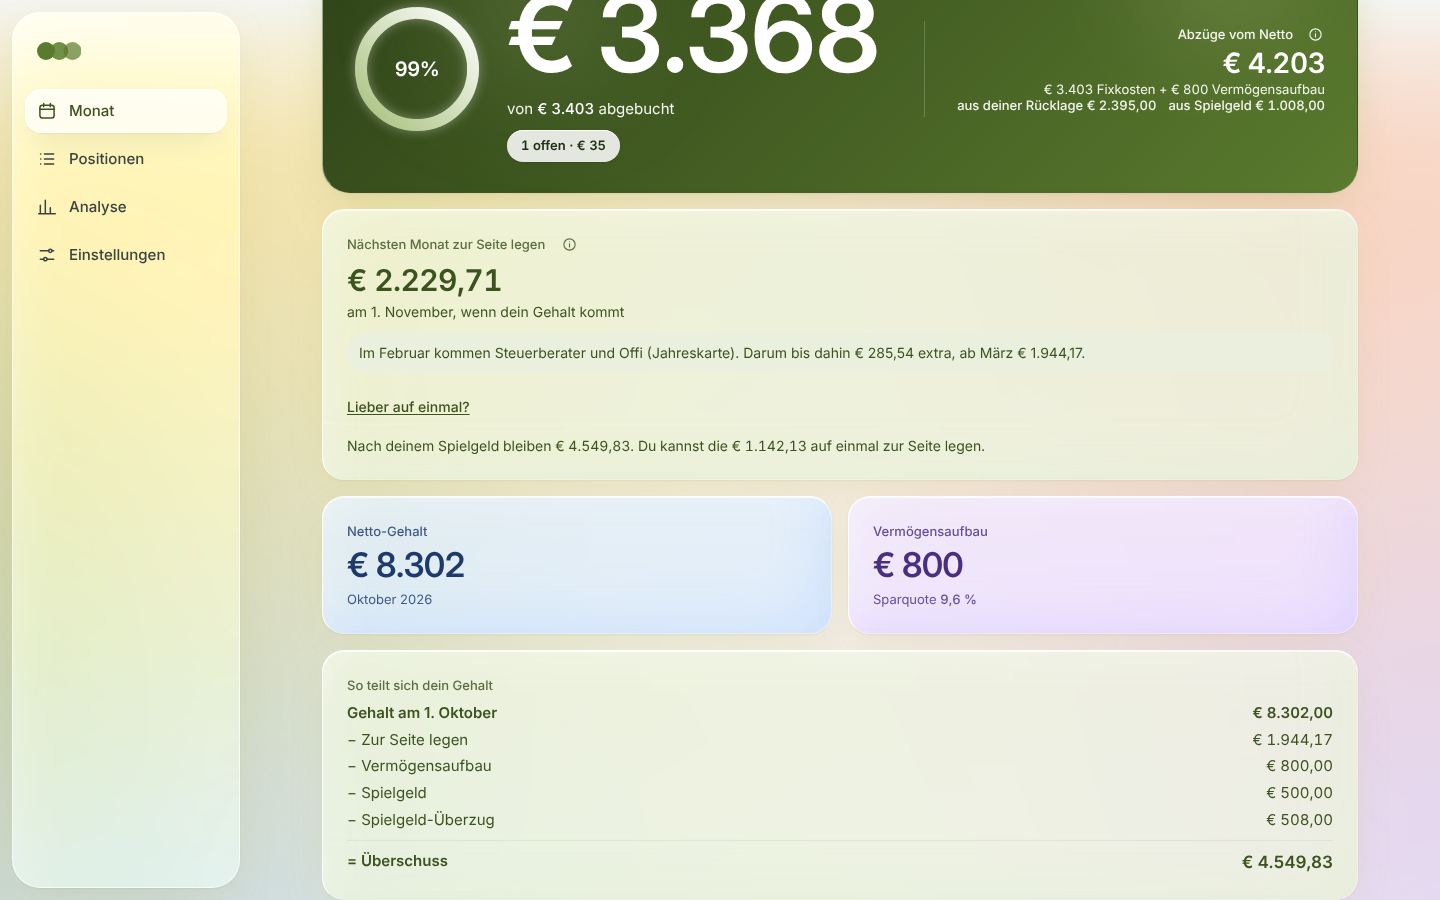 Monat
Positionen
Analyse
Einstellungen
99%
€ 3.368
von € 3.403 abgebucht
1 offen · € 35
Abzüge vom Netto
€ 4.203
€ 3.403 Fixkosten + € 800 Vermögensaufbau
aus deiner Rücklage € 2.395,00 aus Spielgeld € 1.008,00
Nächsten Monat zur Seite legen
€ 2.229,71
am 1. November, wenn dein Gehalt kommt
Im Februar kommen Steuerberater und Offi (Jahreskarte). Darum bis dahin € 285,54 extra, ab März € 1.944,17.
Lieber auf einmal?
Nach deinem Spielgeld bleiben € 4.549,83. Du kannst die € 1.142,13 auf einmal zur Seite legen.
Netto-Gehalt
€ 8.302
Oktober 2026
Vermögensaufbau
€ 800
Sparquote 9,6 %
So teilt sich dein Gehalt
Gehalt am 1. Oktober € 8.302,00
− Zur Seite legen € 1.944,17
− Vermögensaufbau € 800,00
− Spielgeld € 500,00
− Spielgeld-Überzug € 508,00
= Überschuss € 4.549,83